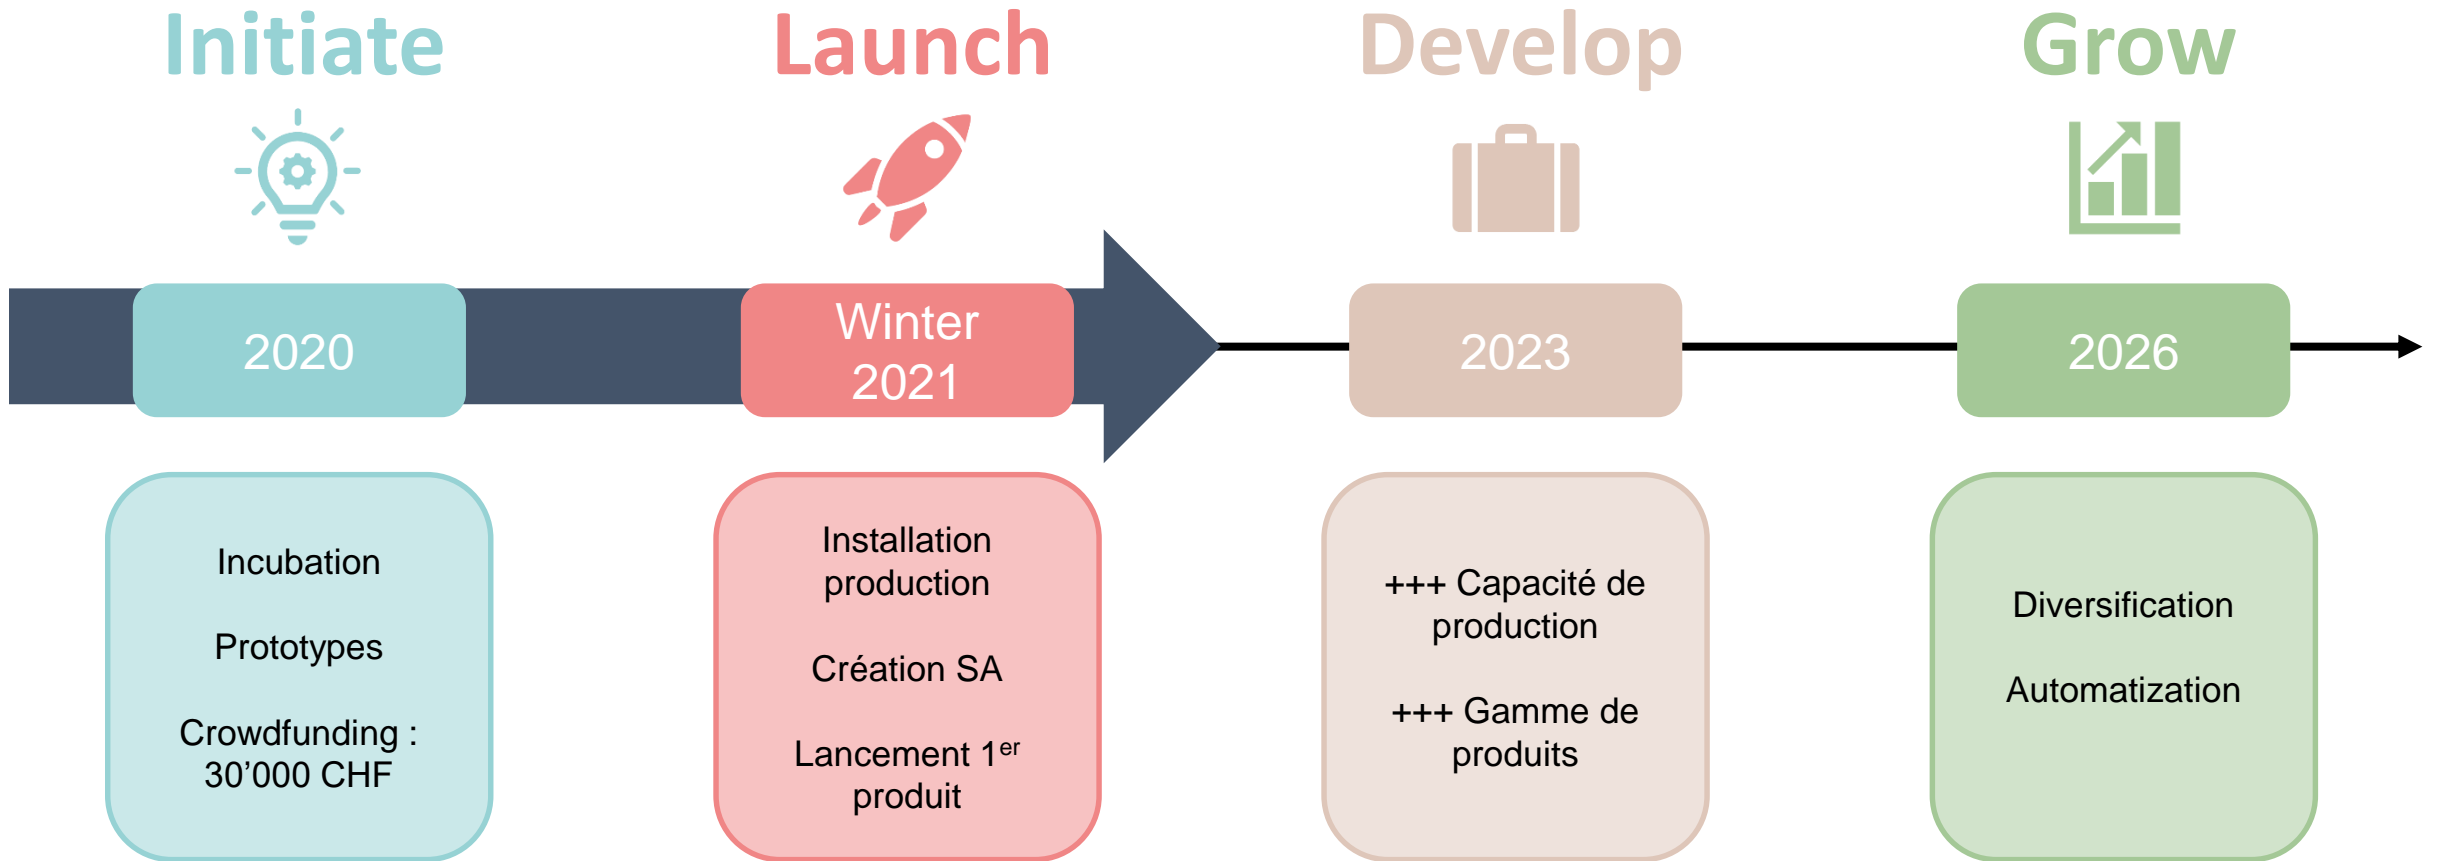 Initiate
Launch
Develop
Grow
2020
Winter
2021
2023
2026
Incubation
Prototypes
Crowdfunding :
30’000 CHF
Installation
production
Création SA
Lancement 1er
produit
+++ Capacité de
production
+++ Gamme de
produits
Diversification
Automatization